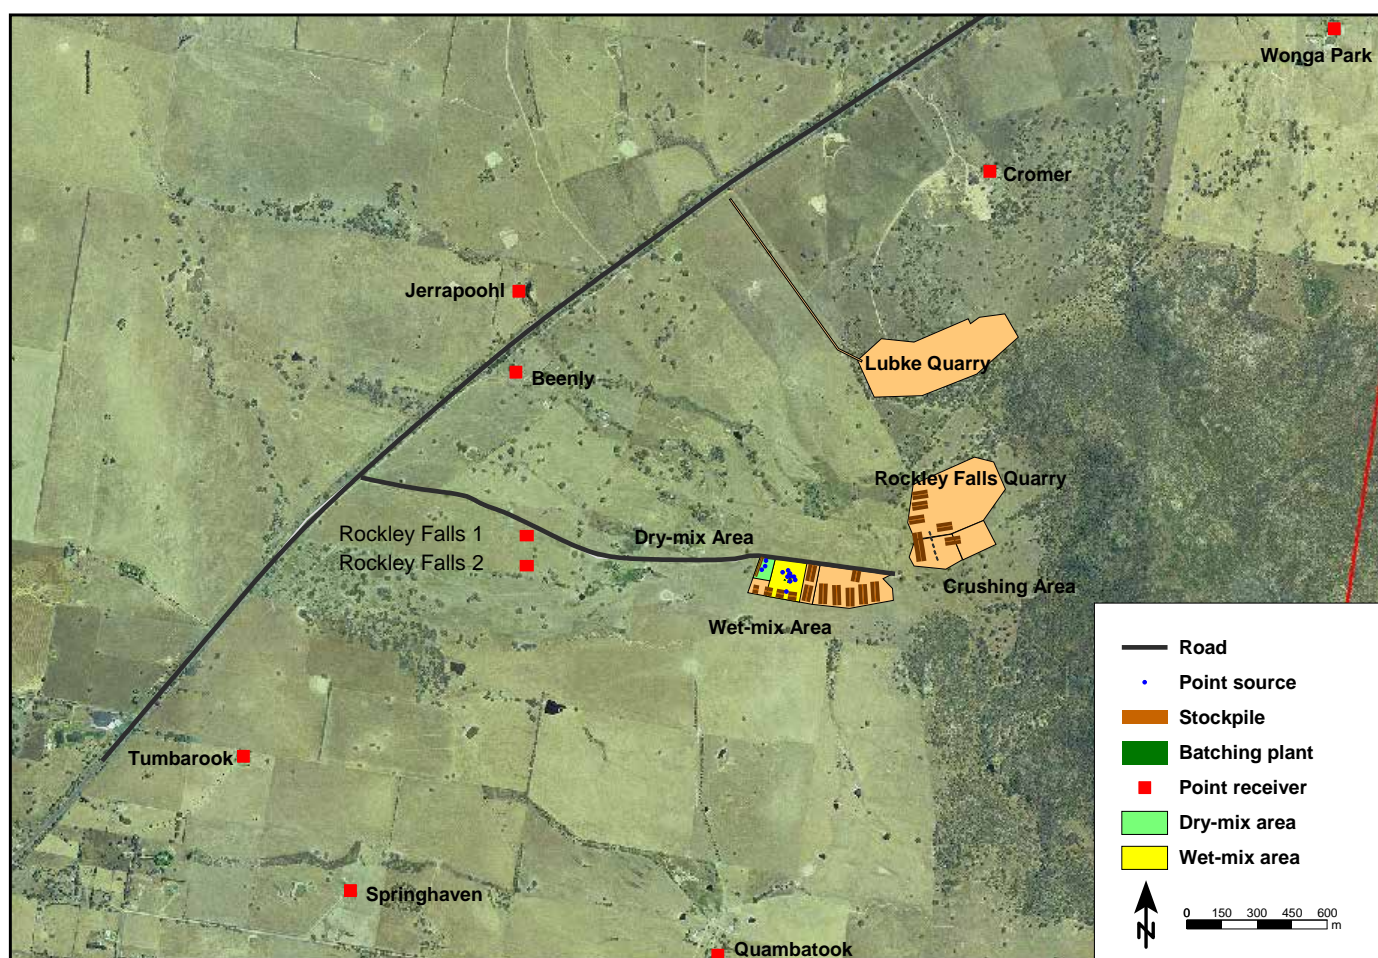 Wonga Park
Cromer
Jerrapoohl
Lubke Quarry
Beenly
Rockley Falls Quarry
Rockley Falls 1
Dry-mix Area
Rockley Falls 2
Crushing Area
Wet-mix Area
Road
Point source
Stockpile
Batching plant
Point receiver
Dry-mix area
Wet-mix area
Tumbarook
Springhaven
Quambatook
N
0 150 300 450 600
m